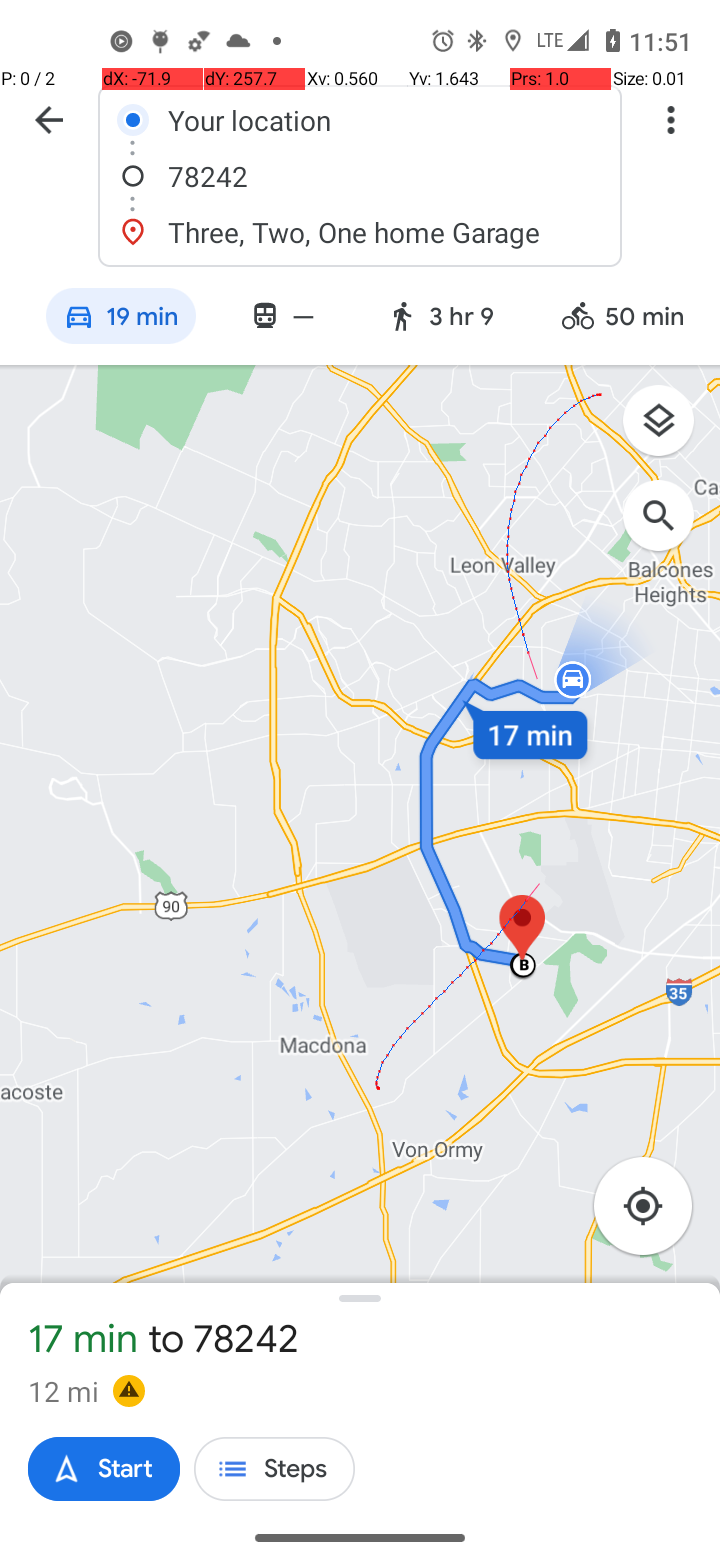 LTE 11:51
P: 0 / 2 dX: -71.9 dY: 257.7 Xv: 0.560 Yv: 1.643 Prs: 1.0 Size: 0.01
Your location
78242
Three, Two, One home Garage
19 min — 3 hr 9 50 min
Ca
Leon Valley
Balcones
Heights
17 min
90
B
35
Macdona
acoste
Von Ormy
17 min to 78242
12 mi
Start Steps